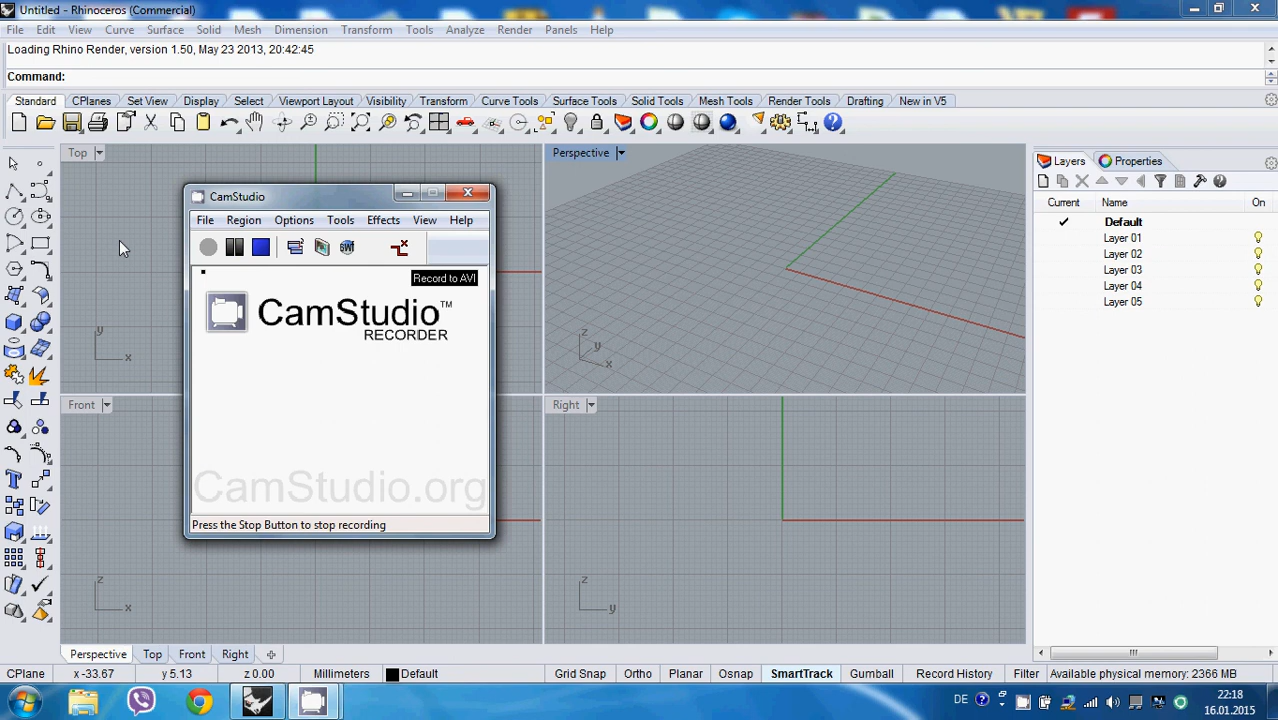 Untitled - Rhinoceros (Commercial)
File Edit View Curve Surface Solid Mesh Dimension Transform Tools Analyze Render Panels Help
Loading Rhino Render, version 1.50, May 23 2013, 20:42:45
Command:
Standard CPlanes Set View Display Select Viewport Layout Visibility Transform Curve Tools Surface Tools Solid Tools Mesh Tools Render Tools Drafting New in V5
Top
Perspective
Layers Properties
Current Name On
Default
Layer 01
Layer 02
Layer 03
Layer 04
Layer 05
CamStudio
File Region Options Tools Effects View Help
SWF
Record to AVI
CamStudio™
RECORDER
CamStudio.org
Press the Stop Button to stop recording
y
x
z
y
x
Front
Right
z
x
z
y
Perspective Top Front Right
CPlane x -33.67 y 5.13 z 0.00 Millimeters Default Grid Snap Ortho Planar Osnap SmartTrack Gumball Record History Filter Available physical memory: 2366 MB
DE
22:18
16.01.2015